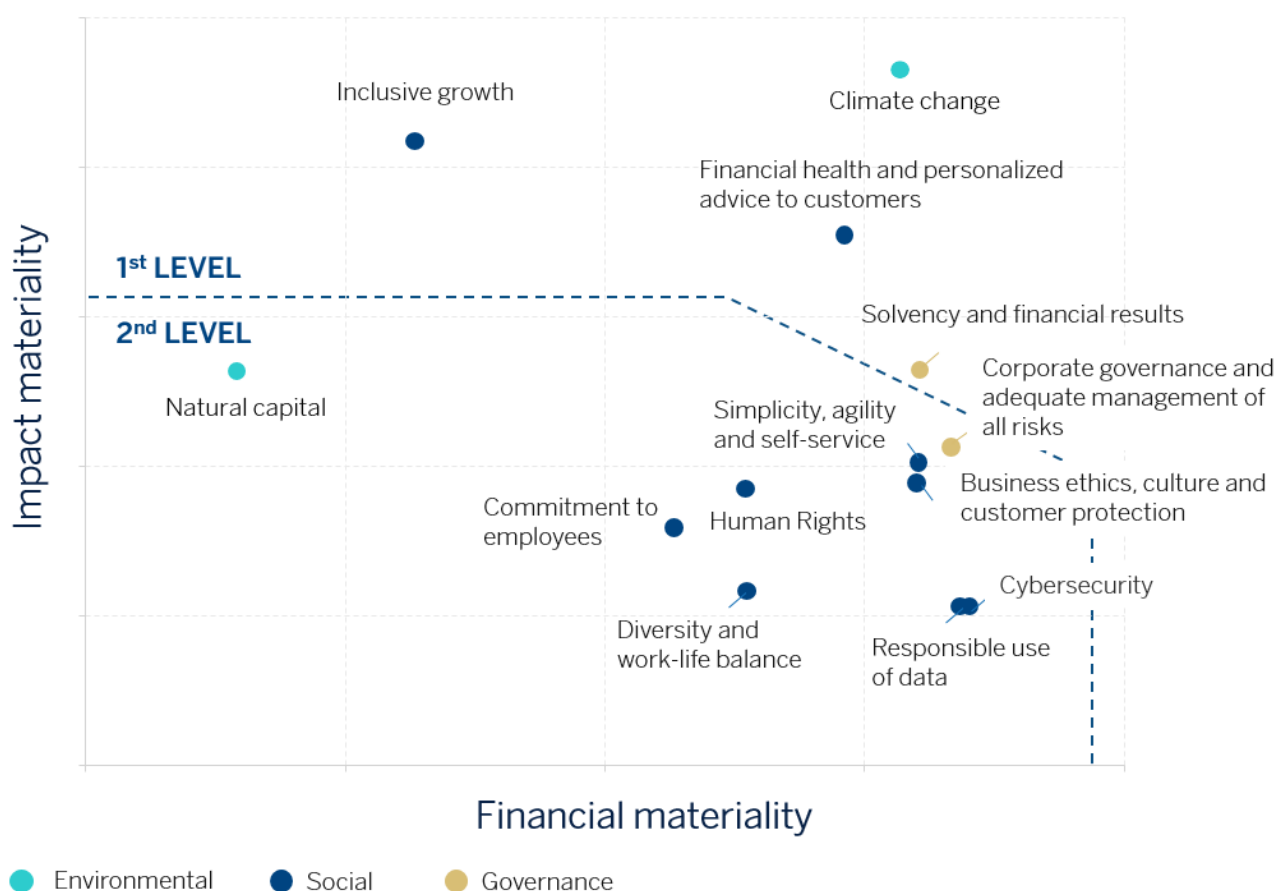 Inclusive growth
Climate change
Financial health and personalized
advice to customers
1st LEVEL
2nd LEVEL
Solvency and financial results
Corporate governance and
adequate management of
all risks
Natural capital
Simplicity, agility
and self-service
Business ethics, culture and
customer protection
Commitment to
employees
Human Rights
Cybersecurity
Diversity and
work-life balance
Responsible use
of data
Impact materiality
Financial materiality
Environmental
Social
Governance